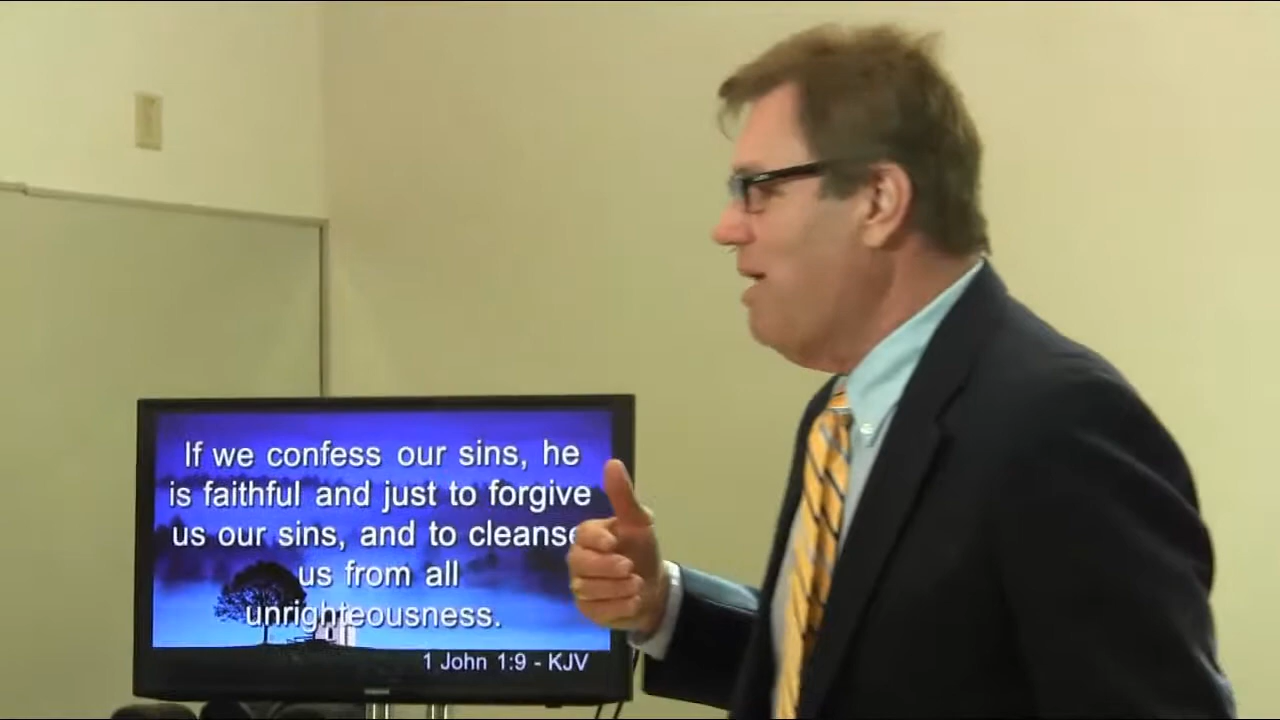 If we confess our sins, he
is faithful and just to forgive
us our sins, and to cleanse
us from all
unrighteousness.
1 John 1:9 - KJV